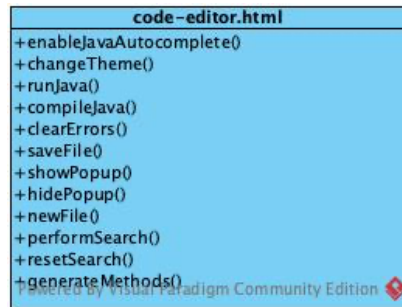 code-editor.html
+enableJavaAutocomplete()
+changeTheme()
+runJava()
+compileJava()
+clearErrors()
+saveFile()
+showPopup()
+hidePopup()
+newFile()
+performSearch()
+resetSearch()
+generateMethods()
Powered By Visual Paradigm Community Edition